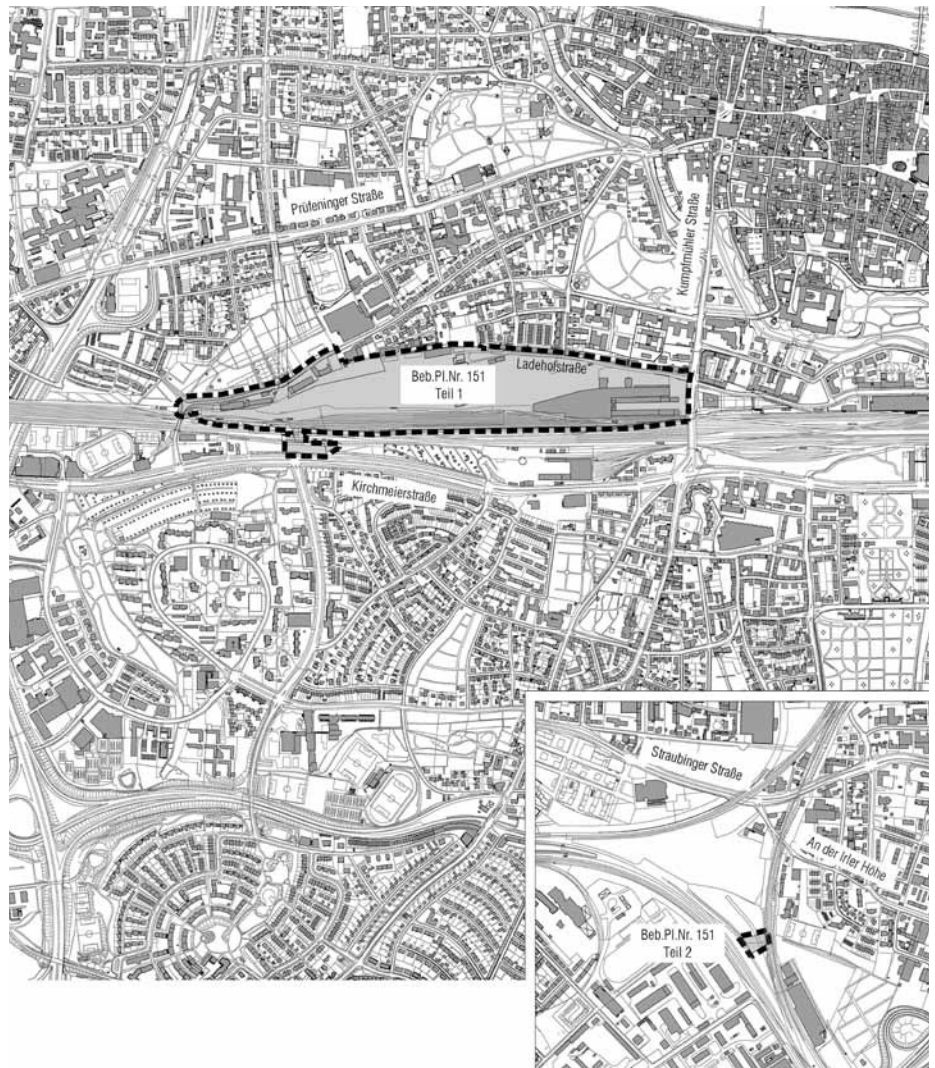 Prüfeninger Straße
Kumpfmühler Straße
Ladehofstraße
Beb.Pl.Nr. 151
Teil 1
Kirchmeierstraße
Straubinger Straße
An der Irler Höhe
Beb.Pl.Nr. 151
Teil 2